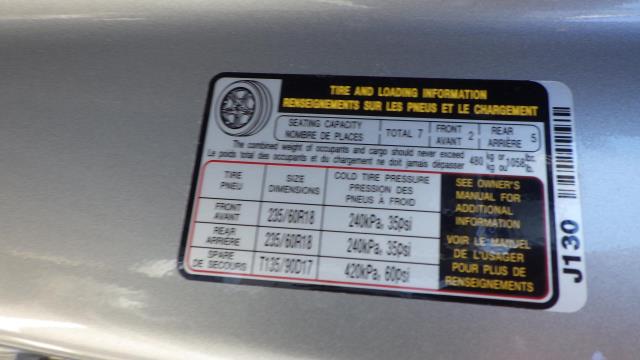 TIRE AND LOADING INFORMATION
RENSEIGNEMENTS SUR LES PNEUS ET LE CHARGEMENT
SEATING CAPACITY
NOMBRE DE PLACES
TOTAL 7
FRONT
AVANT
2
REAR
ARRIÈRE
5
The combined weight of occupants and cargo should never exceed 480 kg or 1058 lbs.
Le poids total des occupants et du chargement ne doit jamais dépasser kg ou lb.
TIRE
PNEU
SIZE
DIMENSIONS
COLD TIRE PRESSURE
PRESSION DES
PNEUS A FROID
FRONT
AVANT
235/60R18
240kPa, 35psi
REAR
ARRIÈRE
235/60R18
240kPa, 35psi
SPARE
DE SECOURS
T135/90D17
420kPa, 60psi
SEE OWNER'S
MANUAL FOR
ADDITIONAL
INFORMATION
VOIR LE MANUEL
DE L'USAGER
POUR PLUS DE
RENSEIGNEMENTS
J130